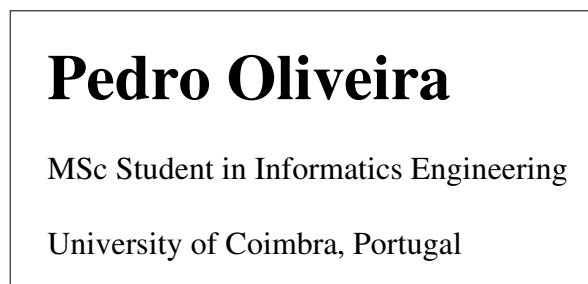 Pedro Oliveira
MSc Student in Informatics Engineering
University of Coimbra, Portugal